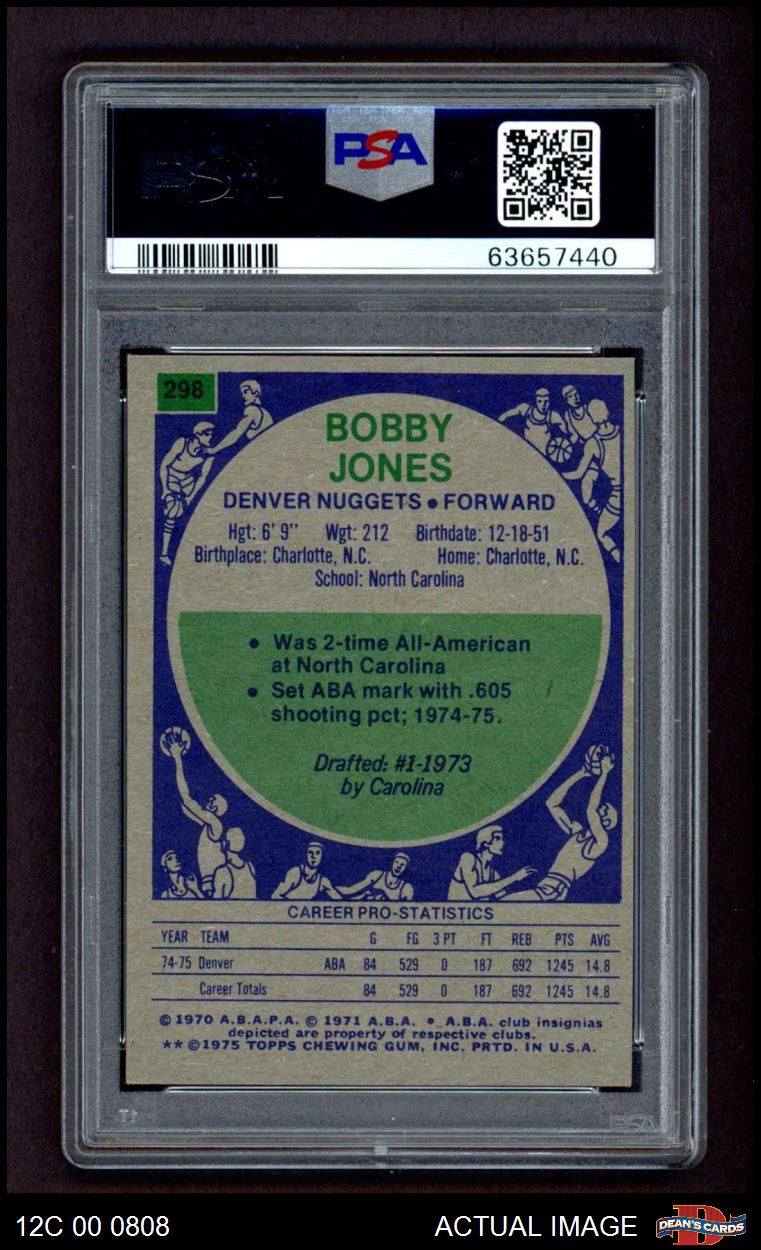 PSA
PSA
63657440
298
BOBBY
JONES
DENVER NUGGETS • FORWARD
Hgt: 6' 9" Wgt: 212 Birthdate: 12-18-51
Birthplace: Charlotte, N.C. Home: Charlotte, N.C.
School: North Carolina
• Was 2-time All-American
at North Carolina
• Set ABA mark with .605
shooting pct; 1974-75.
Drafted: #1-1973
by Carolina
CAREER PRO-STATISTICS
YEAR TEAM G FG 3 PT FT REB PTS AVG
74-75 Denver ABA 84 529 0 187 692 1245 14.8
Career Totals 84 529 0 187 692 1245 14.8
© 1970 A.B.A.P.A. © 1971 A.B.A. • A.B.A. club insignias
depicted are property of respective clubs.
** © 1975 TOPPS CHEWING GUM, INC. PRTD. IN U.S.A.
PSA
12C 00 0808 ACTUAL IMAGE DEAN'S CARDS